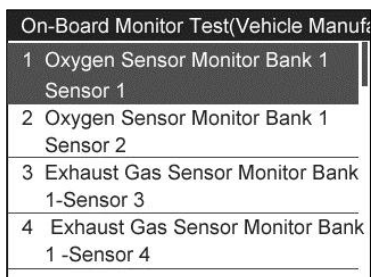 On-Board Monitor Test(Vehicle Manufa
1 Oxygen Sensor Monitor Bank 1
Sensor 1
2 Oxygen Sensor Monitor Bank 1
Sensor 2
3 Exhaust Gas Sensor Monitor Bank
1-Sensor 3
4 Exhaust Gas Sensor Monitor Bank
1 -Sensor 4